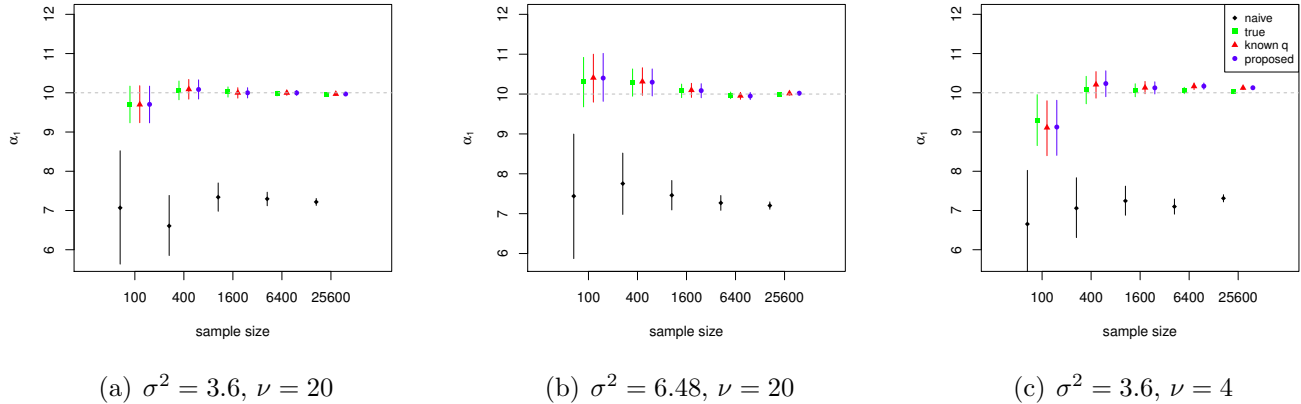 12
11
10
9
8
7
6
α1
100 400 1600 6400 25600
sample size
(a) σ² = 3.6, ν = 20
12
11
10
9
8
7
6
α1
100 400 1600 6400 25600
sample size
(b) σ² = 6.48, ν = 20
12
11
10
9
8
7
6
α1
naive
true
known q
proposed
100 400 1600 6400 25600
sample size
(c) σ² = 3.6, ν = 4